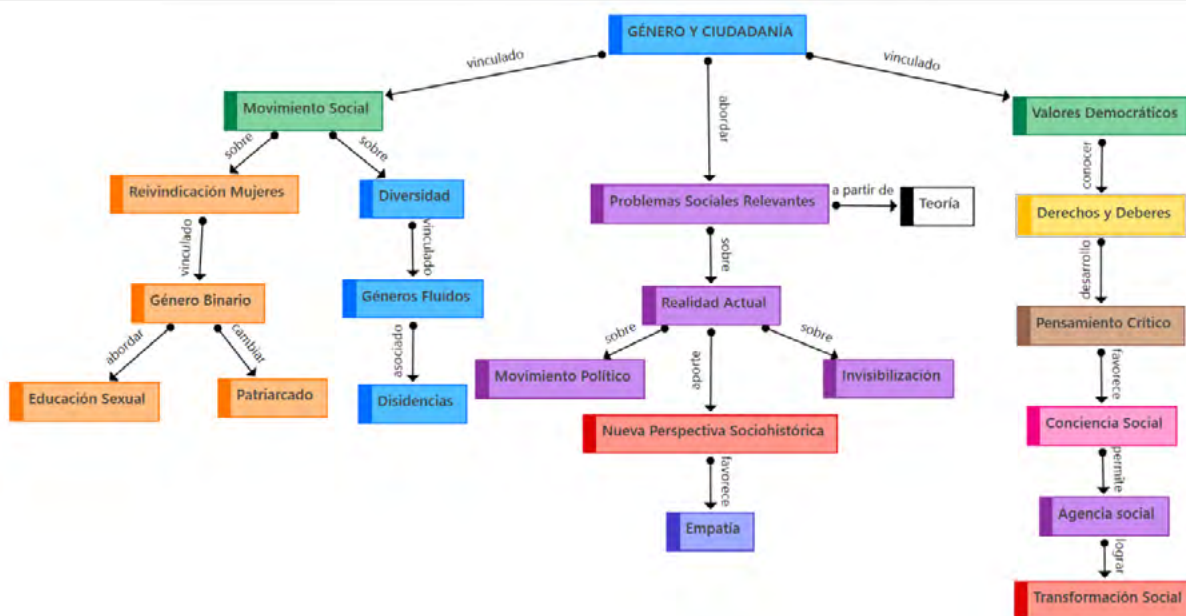 GÉNERO Y CIUDADANÍA
vinculado
abordar
vinculado
Movimiento Social
Valores Democráticos
sobre
sobre
conocer
Reivindicación Mujeres
Diversidad
Problemas Sociales Relevantes
a partir de
Teoría
Derechos y Deberes
vinculado
vinculado
sobre
desarrollo
Género Binario
Géneros Fluidos
Realidad Actual
Pensamiento Crítico
abordar
cambiar
asociado
sobre
aporta
sobre
favorece
Educación Sexual
Patriarcado
Disidencias
Movimiento Político
Invisibilización
Nueva Perspectiva Sociohistórica
Conciencia Social
favorece
permite
Empatía
Agencia social
lograr
Transformación Social